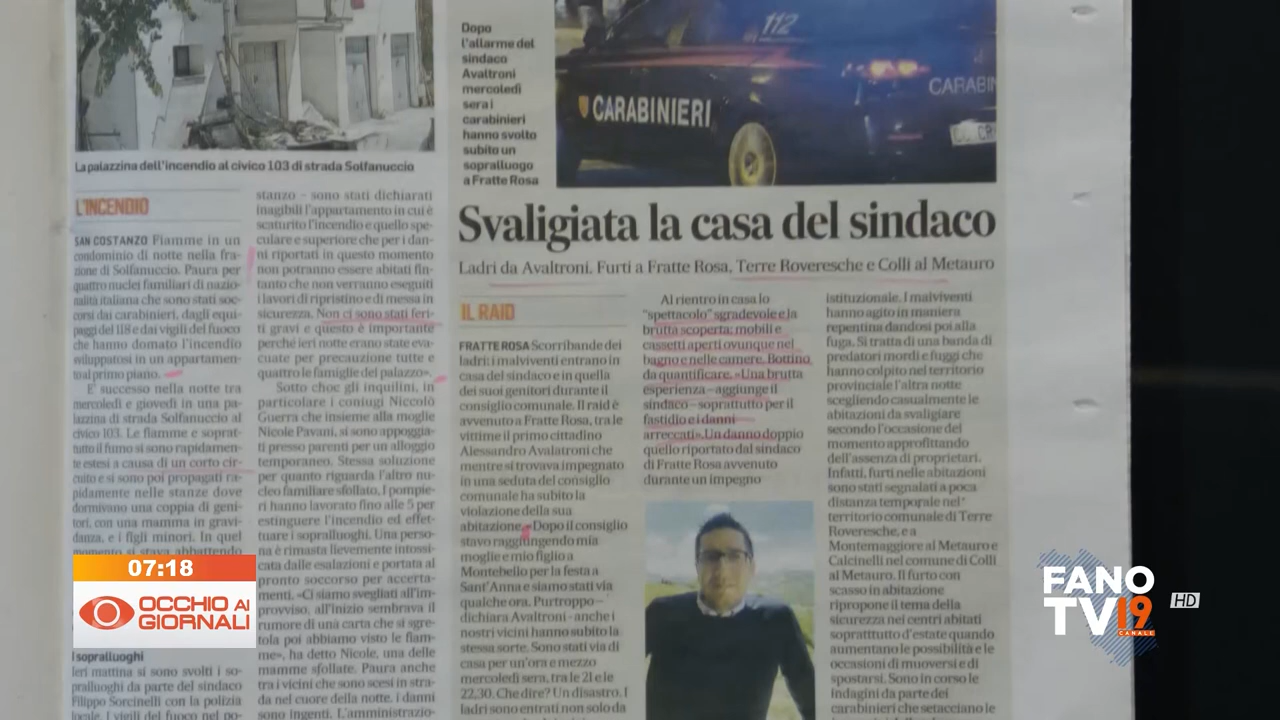 La palazzina dell'incendio al civico 103 di strada Solfanuccio
L'INCENDIO
SAN COSTANZO Fiamme in un
condominio di notte nella fra-
zione di Solfanuccio. Paura per
quattro nuclei familiari di nazio-
nalità italiana che sono stati soc-
corsi dai carabinieri, dagli equi-
paggi del 118 e dai vigili del fuoco
che hanno domato l'incendio
sviluppatosi in un appartamen-
to al primo piano.
E' successo nella notte tra
mercoledì e giovedì in una pa-
lazzina di strada Solfanuccio al
civico 103. Le fiamme e soprat-
tutto il fumo si sono rapidamen-
te estesi a causa di un corto cir-
cuito e si sono poi propagati ra-
pidamente nelle stanze dove
dormivano una coppia di geni-
tori, con una mamma in gravi-
danza, e i figli minori. In quel
momento si stava abbattendo
I sopralluoghi
Ieri mattina si sono svolti i so-
pralluoghi da parte del sindaco
Filippo Sorcinelli con la polizia
locale. I vigili del fuoco nel po-
stanzo – sono stati dichiarati
inagibili l'appartamento in cui è
scaturito l'incendio e quello spe-
culare e superiore che per i dan-
ni riportati in questo momento
non potranno essere abitati fin-
tanto che non verranno eseguiti
i lavori di ripristino e di messa in
sicurezza. Non ci sono stati feri-
ti gravi e questo è importante
perché ieri notte erano state eva-
cuate per precauzione tutte e
quattro le famiglie del palazzo».
Sotto choc gli inquilini, in
particolare i coniugi Niccolò
Guerra che insieme alla moglie
Nicole Pavani, si sono appoggia-
ti presso parenti per un alloggio
temporaneo. Stessa soluzione
per quanto riguarda l'altro nu-
cleo familiare sfollato. I pompie-
ri hanno lavorato fino alle 5 per
estinguere l'incendio ed effet-
tuare i sopralluoghi. Una perso-
na è rimasta lievemente intossi-
cata dalle esalazioni e portata al
pronto soccorso per accerta-
menti. «Ci siamo svegliati all'im-
provviso, all'inizio sembrava il
rumore di una carta che si sgre-
tola poi abbiamo visto le fiam-
me», ha detto Nicole, una delle
mamme sfollate. Paura anche
tra i vicini che sono scesi in stra-
da nel cuore della notte. I danni
sono ingenti. L'amministrazio-
Dopo
l'allarme del
sindaco
Avaltroni
mercoledì
sera i
carabinieri
hanno svolto
subito un
sopralluogo
a Fratte Rosa
112
CARABINIERI
CARABIN
Svaligiata la casa del sindaco
Ladri da Avaltroni. Furti a Fratte Rosa, Terre Roveresche e Colli al Metauro
IL RAID
FRATTE ROSA Scorribande dei
ladri: i malviventi entrano in
casa del sindaco e in quella
dei suoi genitori durante il
consiglio comunale. Il raid è
avvenuto a Fratte Rosa, tra le
vittime il primo cittadino
Alessandro Avalatroni che
mentre si trovava impegnato
in una seduta del consiglio
comunale ha subito la
violazione della sua
abitazione. «Dopo il consiglio
stavo raggiungendo mia
moglie e mio figlio a
Montebello per la festa a
Sant'Anna e siamo stati via
qualche ora. Purtroppo –
dichiara Avaltroni - anche i
nostri vicini hanno subito la
stessa sorte. Sono stati via di
casa per un'ora e mezzo
mercoledì sera, tra le 21 e le
22,30. Che dire? Un disastro. I
ladri sono entrati non solo da
Al rientro in casa lo
"spettacolo" sgradevole e la
brutta scoperta: mobili e
cassetti aperti ovunque nel
bagno e nelle camere. Bottino
da quantificare. «Una brutta
esperienza – aggiunge il
sindaco – soprattutto per il
fastidio e i danni
arreccati». Un danno doppio
quello riportato dal sindaco
di Fratte Rosa avvenuto
durante un impegno
istituzionale. I malviventi
hanno agito in maniera
repentina dandosi poi alla
fuga. Si tratta di una banda di
predatori mordi e fuggi che
hanno colpito nel territorio
provinciale l'altra notte
scegliendo casualmente le
abitazioni da svaligiare
secondo l'occasione del
momento approfittando
dell'assenza di proprietari.
Infatti, furti nelle abitazioni
sono stati segnalati a poca
distanza temporale nel
territorio comunale di Terre
Roveresche, e a
Montemaggiore al Metauro e
Calcinelli nel comune di Colli
al Metauro. Il furto con
scasso in abitazione
ripropone il tema della
sicurezza nei centri abitati
soprattutto d'estate quando
aumentano le possibilità e le
occasioni di muoversi e di
spostarsi. Sono in corso le
indagini da parte dei
carabinieri che setacciano le
07:18
OCCHIO AI
GIORNALI
FANO
TV19
CANALE
HD